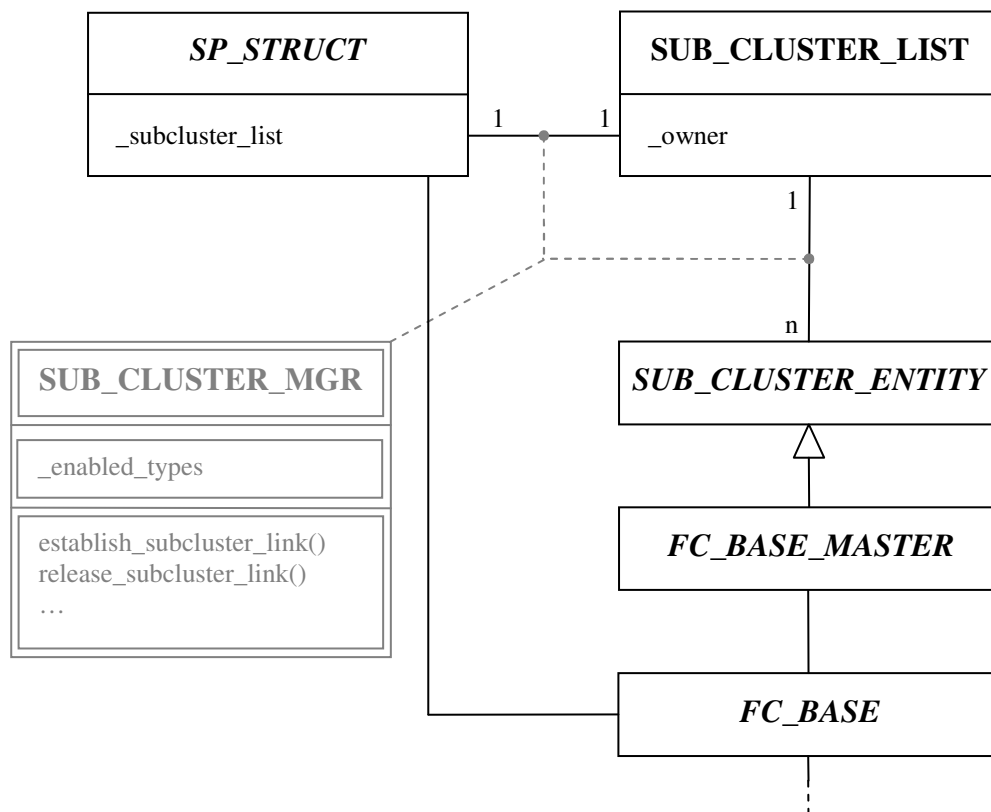 SP_STRUCT
SUB_CLUSTER_LIST
_subcluster_list
1
1
_owner
1
n
SUB_CLUSTER_MGR
_enabled_types
establish_subcluster_link()
release_subcluster_link()
…
SUB_CLUSTER_ENTITY
FC_BASE_MASTER
FC_BASE